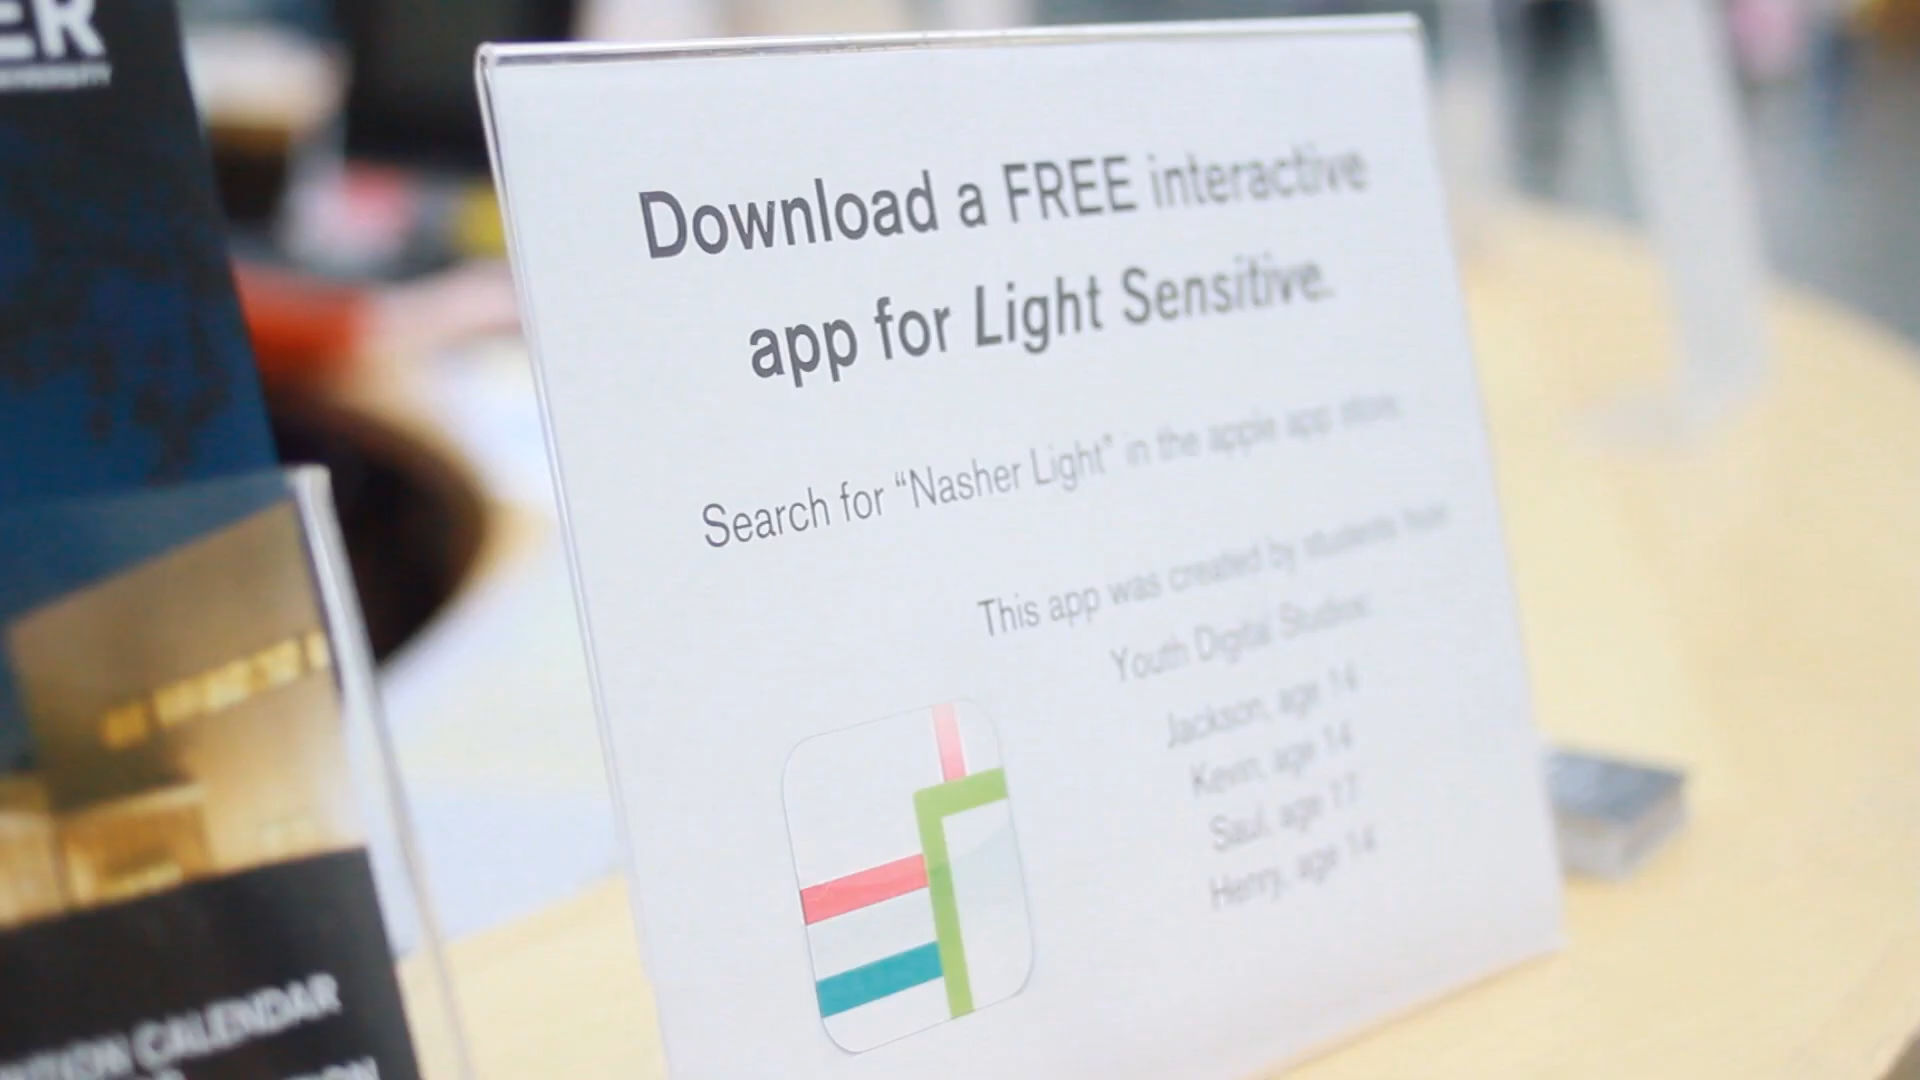 ER
UNIVERSITY
Download a FREE interactive
app for Light Sensitive.
Search for “Nasher Light” in the apple app store.
This app was created by students from
Youth Digital Studios:
Jackson, age 14
Kevin, age 14
Saul, age 17
Henry, age 14
CALENDAR